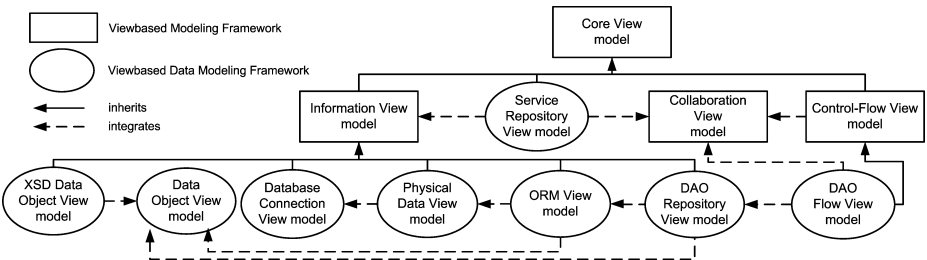 Core View
model
Viewbased Modeling Framework
Viewbased Data Modeling Framework
inherits
integrates
Information View
model
Service
Repository
View model
Collaboration
View
model
Control-Flow View
model
XSD Data
Object View
model
Data
Object View
model
Database
Connection
View model
Physical
Data View
model
ORM View
model
DAO
Repository
View model
DAO
Flow View
model